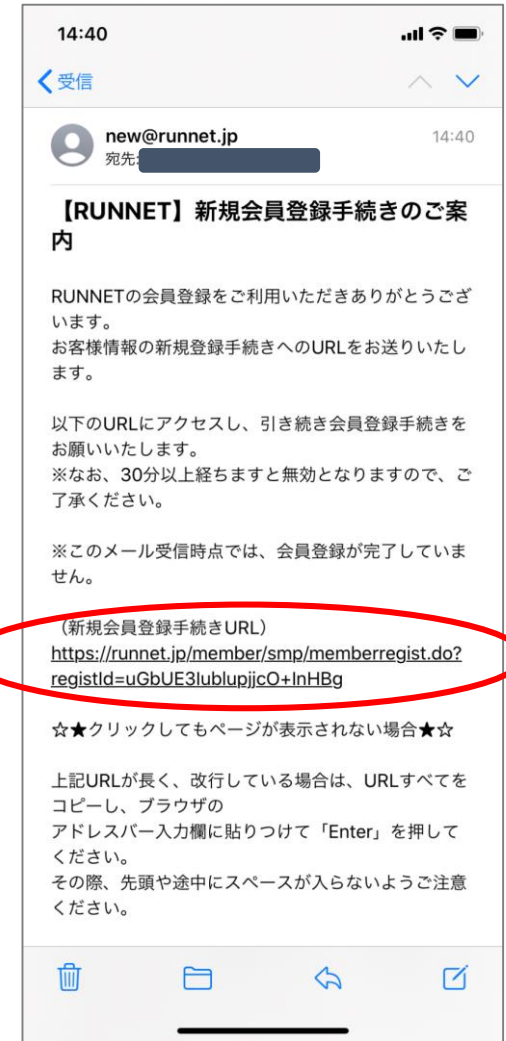 14:40
受信
new@runnet.jp 14:40
宛先:
【RUNNET】新規会員登録手続きのご案
内
RUNNETの会員登録をご利用いただきありがとうござ
います。
お客様情報の新規登録手続きへのURLをお送りいたし
ます。
以下のURLにアクセスし、引き続き会員登録手続きを
お願いいたします。
※なお、30分以上経ちますと無効となりますので、ご
了承ください。
※このメール受信時点では、会員登録が完了していま
せん。
（新規会員登録手続きURL）
https://runnet.jp/member/smp/memberregist.do?
registId=uGbUE3IublupjjcO+InHBg
☆★クリックしてもページが表示されない場合★☆
上記URLが長く、改行している場合は、URLすべてを
コピーし、ブラウザの
アドレスバー入力欄に貼りつけて「Enter」を押して
ください。
その際、先頭や途中にスペースが入らないようご注意
ください。